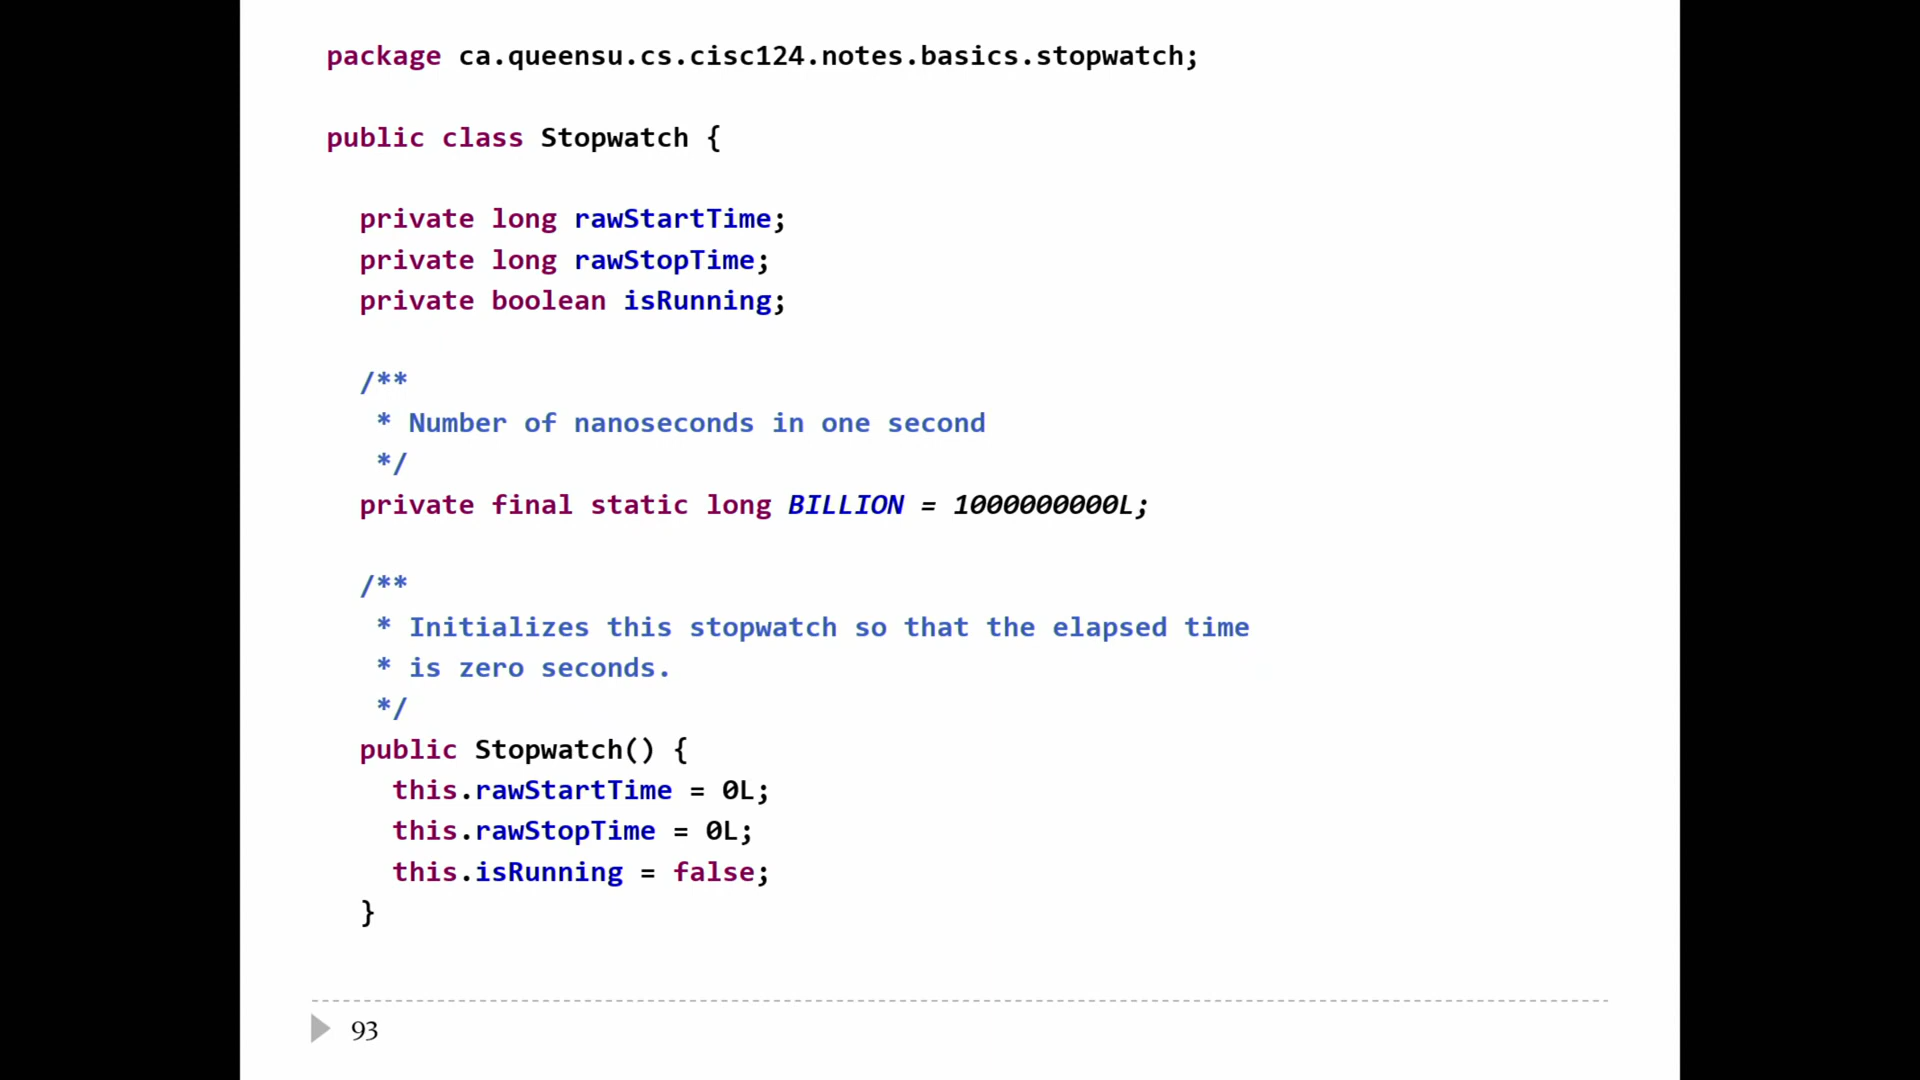 package ca.queensu.cs.cisc124.notes.basics.stopwatch;
public class Stopwatch {
private long rawStartTime;
private long rawStopTime;
private boolean isRunning;
/**
* Number of nanoseconds in one second
*/
private final static long BILLION = 1000000000L;
/**
* Initializes this stopwatch so that the elapsed time
* is zero seconds.
*/
public Stopwatch() {
this.rawStartTime = 0L;
this.rawStopTime = 0L;
this.isRunning = false;
}
93